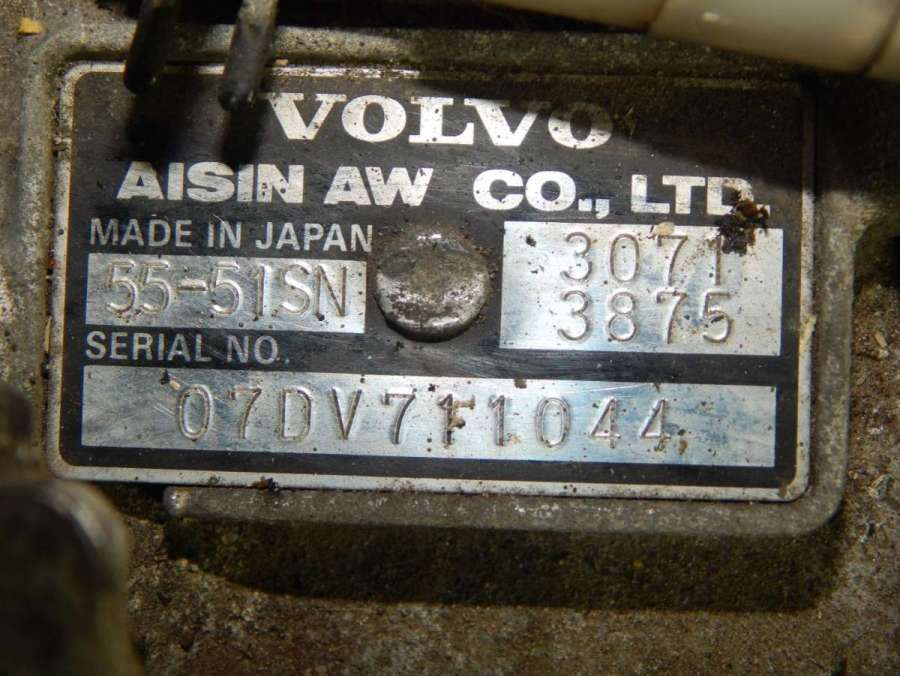 VOLVO
AISIN AW CO., LTD.
MADE IN JAPAN
55-51SN
3071
3875
SERIAL NO.
07DV711044